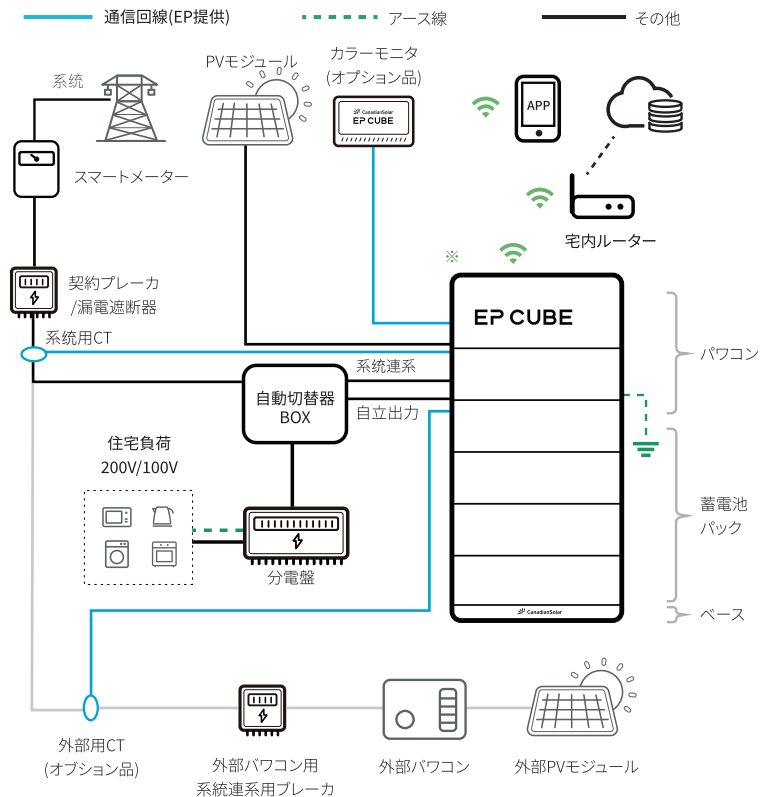 通信回線(EP提供)
アース線
その他
系统
PVモジュール
カラーモニタ
(オプション品)
CanadianSolar
EP CUBE
APP
スマートメーター
宅内ルーター
※
契約ブレーカ
/漏電遮断器
系统用CT
EP CUBE
パワコン
系统連系
自動切替器
BOX
自立出力
住宅負荷
200V/100V
蓄電池
パック
分電盤
CanadianSolar
ベース
外部用CT
(オプション品)
外部パワコン用
系统連系用ブレーカ
外部パワコン
外部PVモジュール